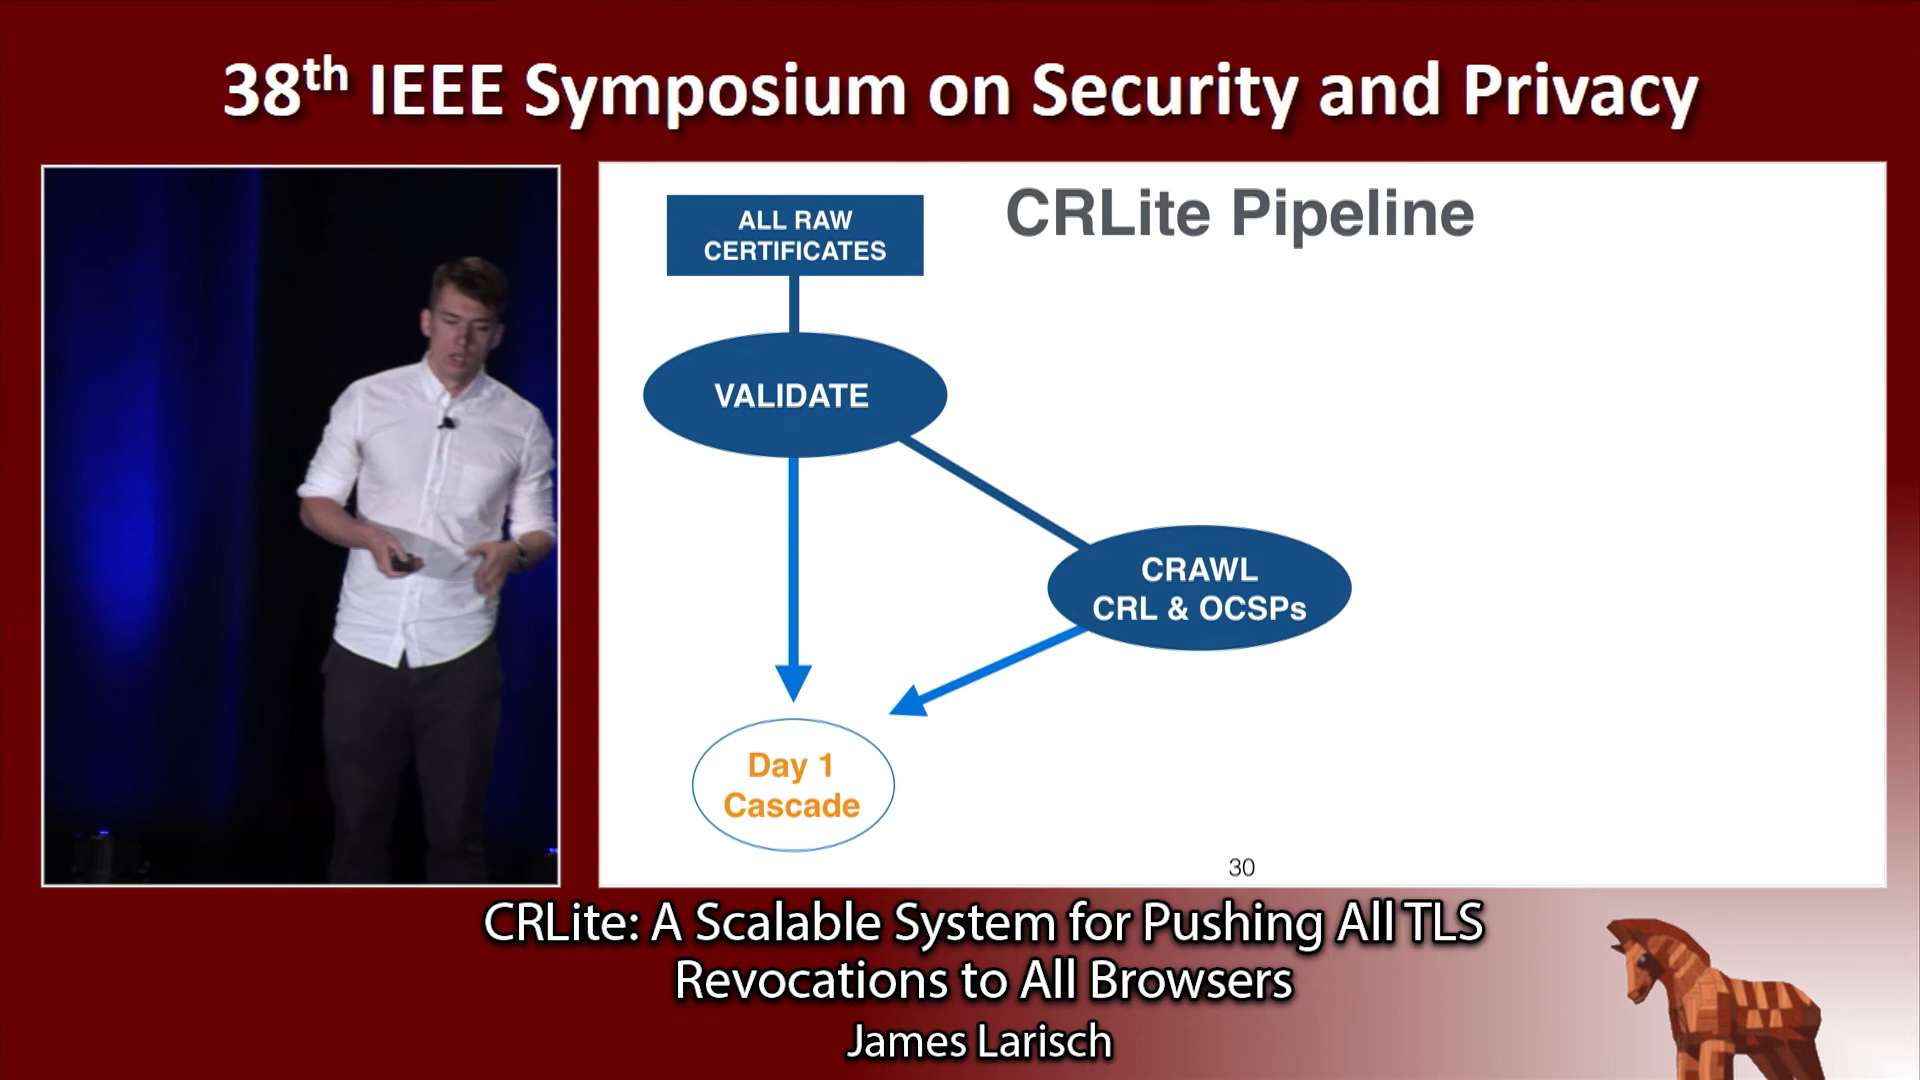 38th IEEE Symposium on Security and Privacy
CRLite Pipeline
ALL RAW
CERTIFICATES
VALIDATE
CRAWL
CRL & OCSPs
Day 1
Cascade
30
CRLite: A Scalable System for Pushing All TLS
Revocations to All Browsers
James Larisch